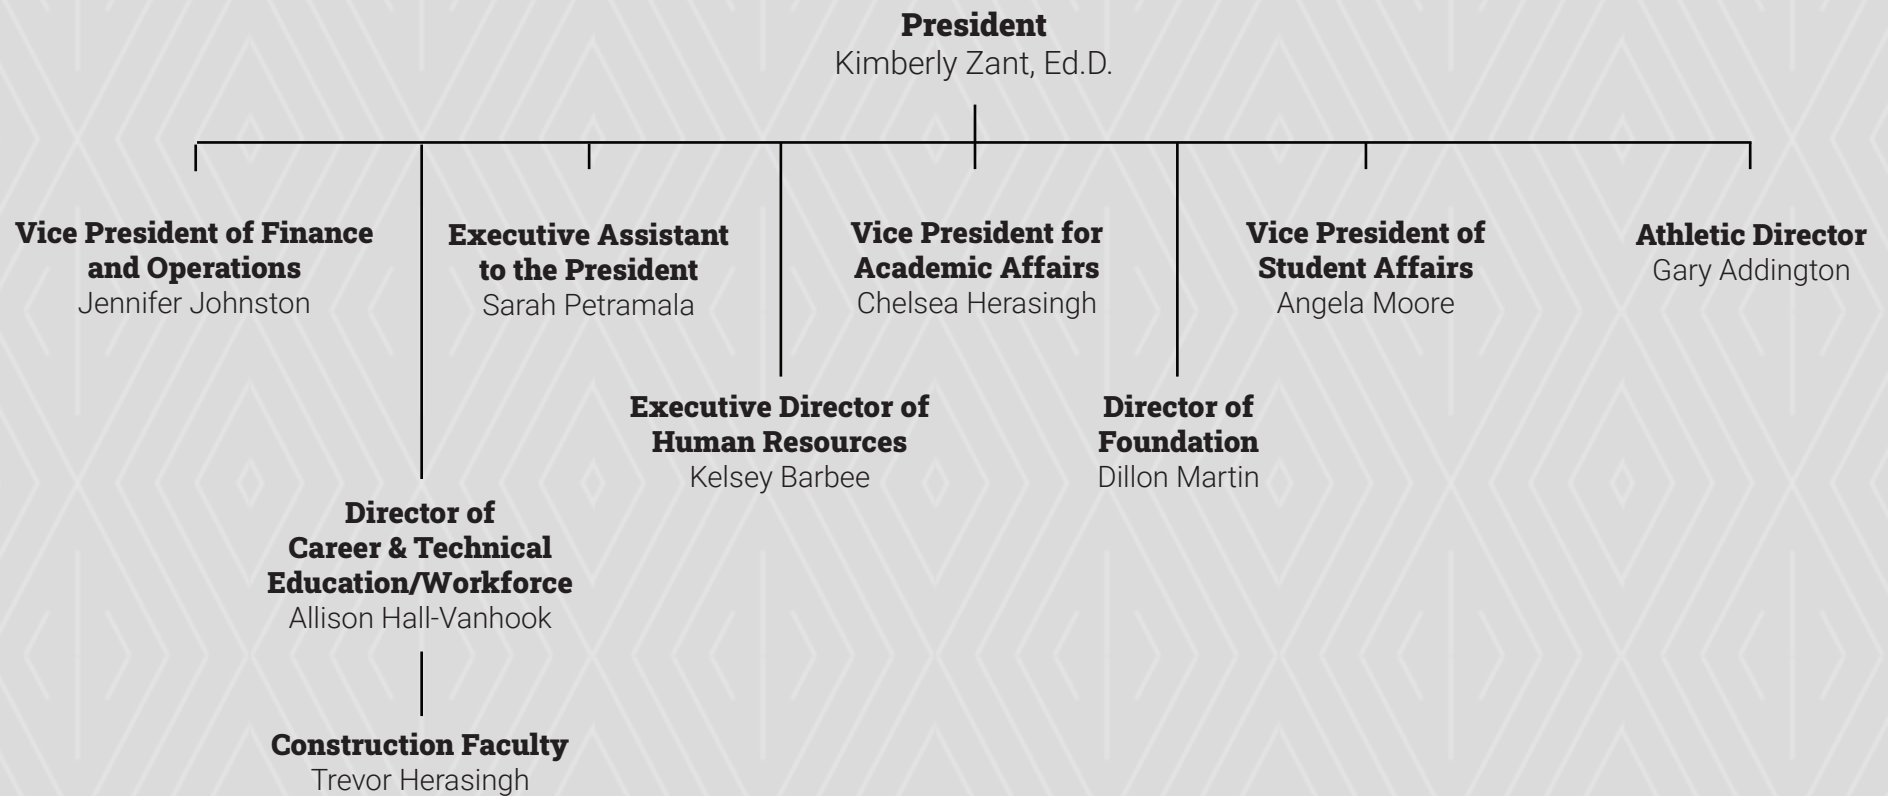 President
Kimberly Zant, Ed.D.
Vice President of Finance
and Operations
Jennifer Johnston
Executive Assistant
to the President
Sarah Petramala
Vice President for
Academic Affairs
Chelsea Herasingh
Vice President of
Student Affairs
Angela Moore
Athletic Director
Gary Addington
Executive Director of
Human Resources
Kelsey Barbee
Director of
Foundation
Dillon Martin
Director of
Career & Technical
Education/Workforce
Allison Hall-Vanhook
Construction Faculty
Trevor Herasingh